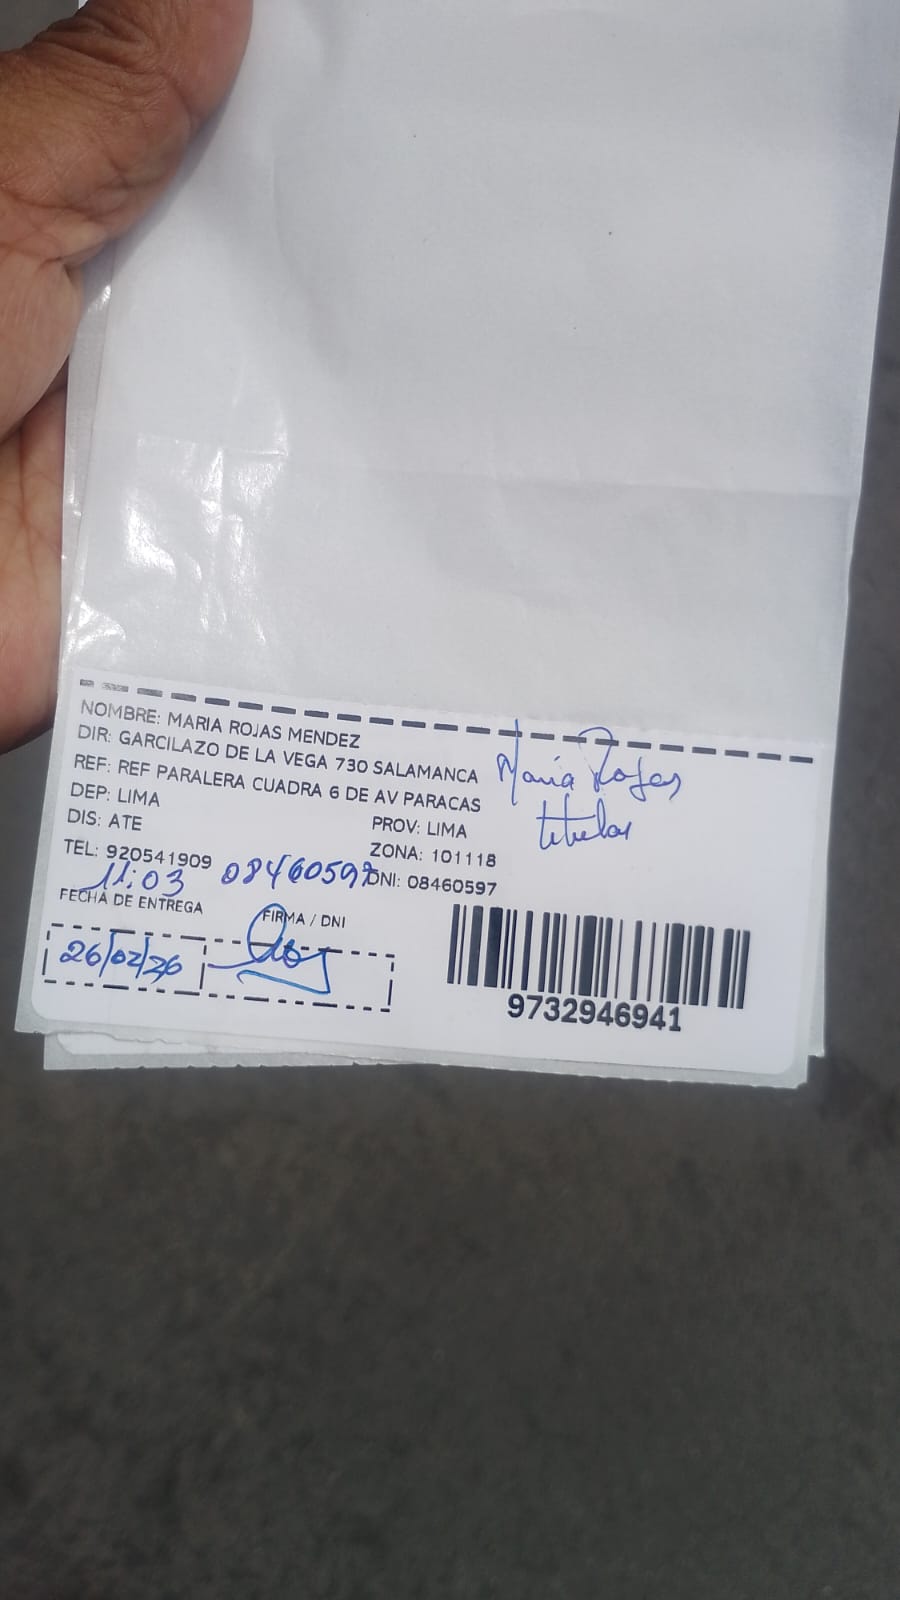 NOMBRE: MARIA ROJAS MENDEZ
DIR: GARCILAZO DE LA VEGA 730 SALAMANCA
REF: REF PARALERA CUADRA 6 DE AV PARACAS
DEP: LIMA
PROV: LIMA
DIS: ATE
ZONA: 101118
TEL: 920541909
DNI: 08460597
Maria Rojas
titular
11:03
08460597
FECHA DE ENTREGA
FIRMA / DNI
26/02/26
9732946941